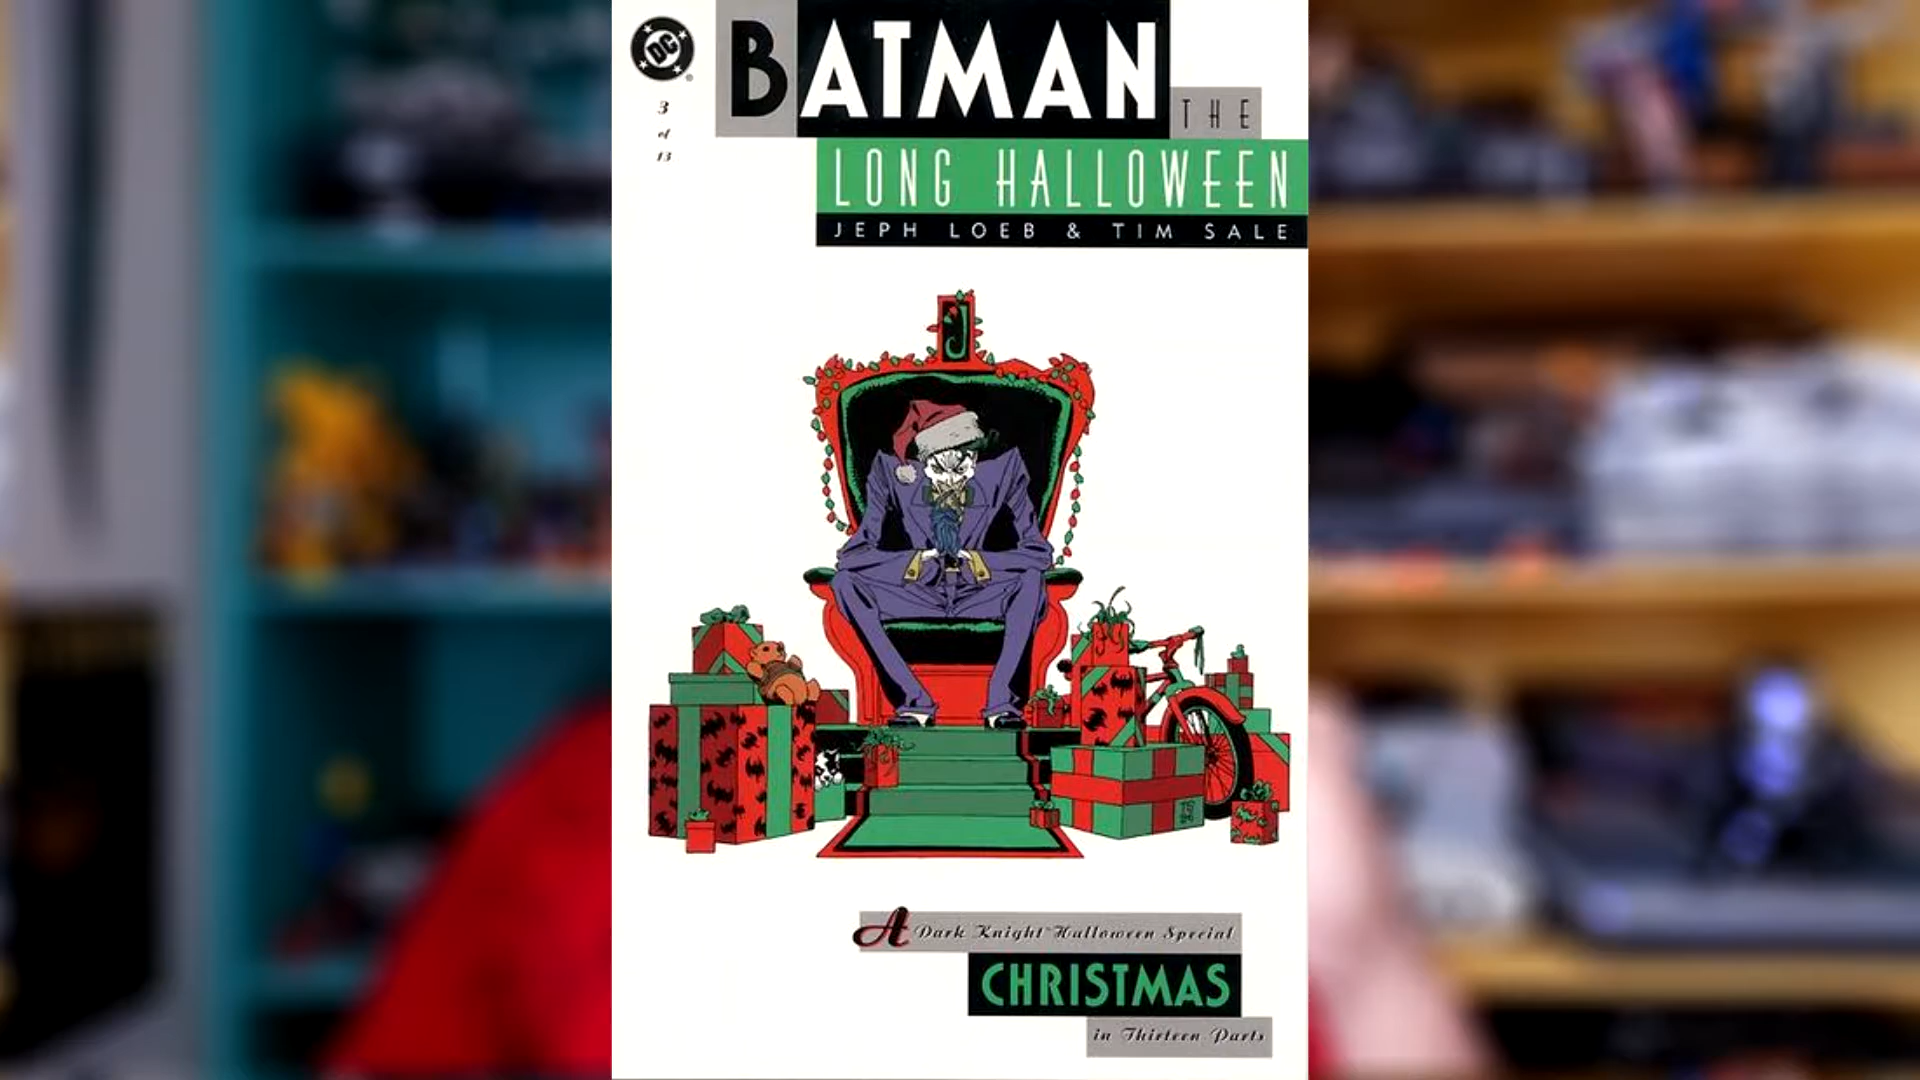 DC
3
of
13
BATMAN
THE
LONG HALLOWEEN
JEPH LOEB & TIM SALE
J
A Dark Knight Halloween Special
CHRISTMAS
in Thirteen Parts